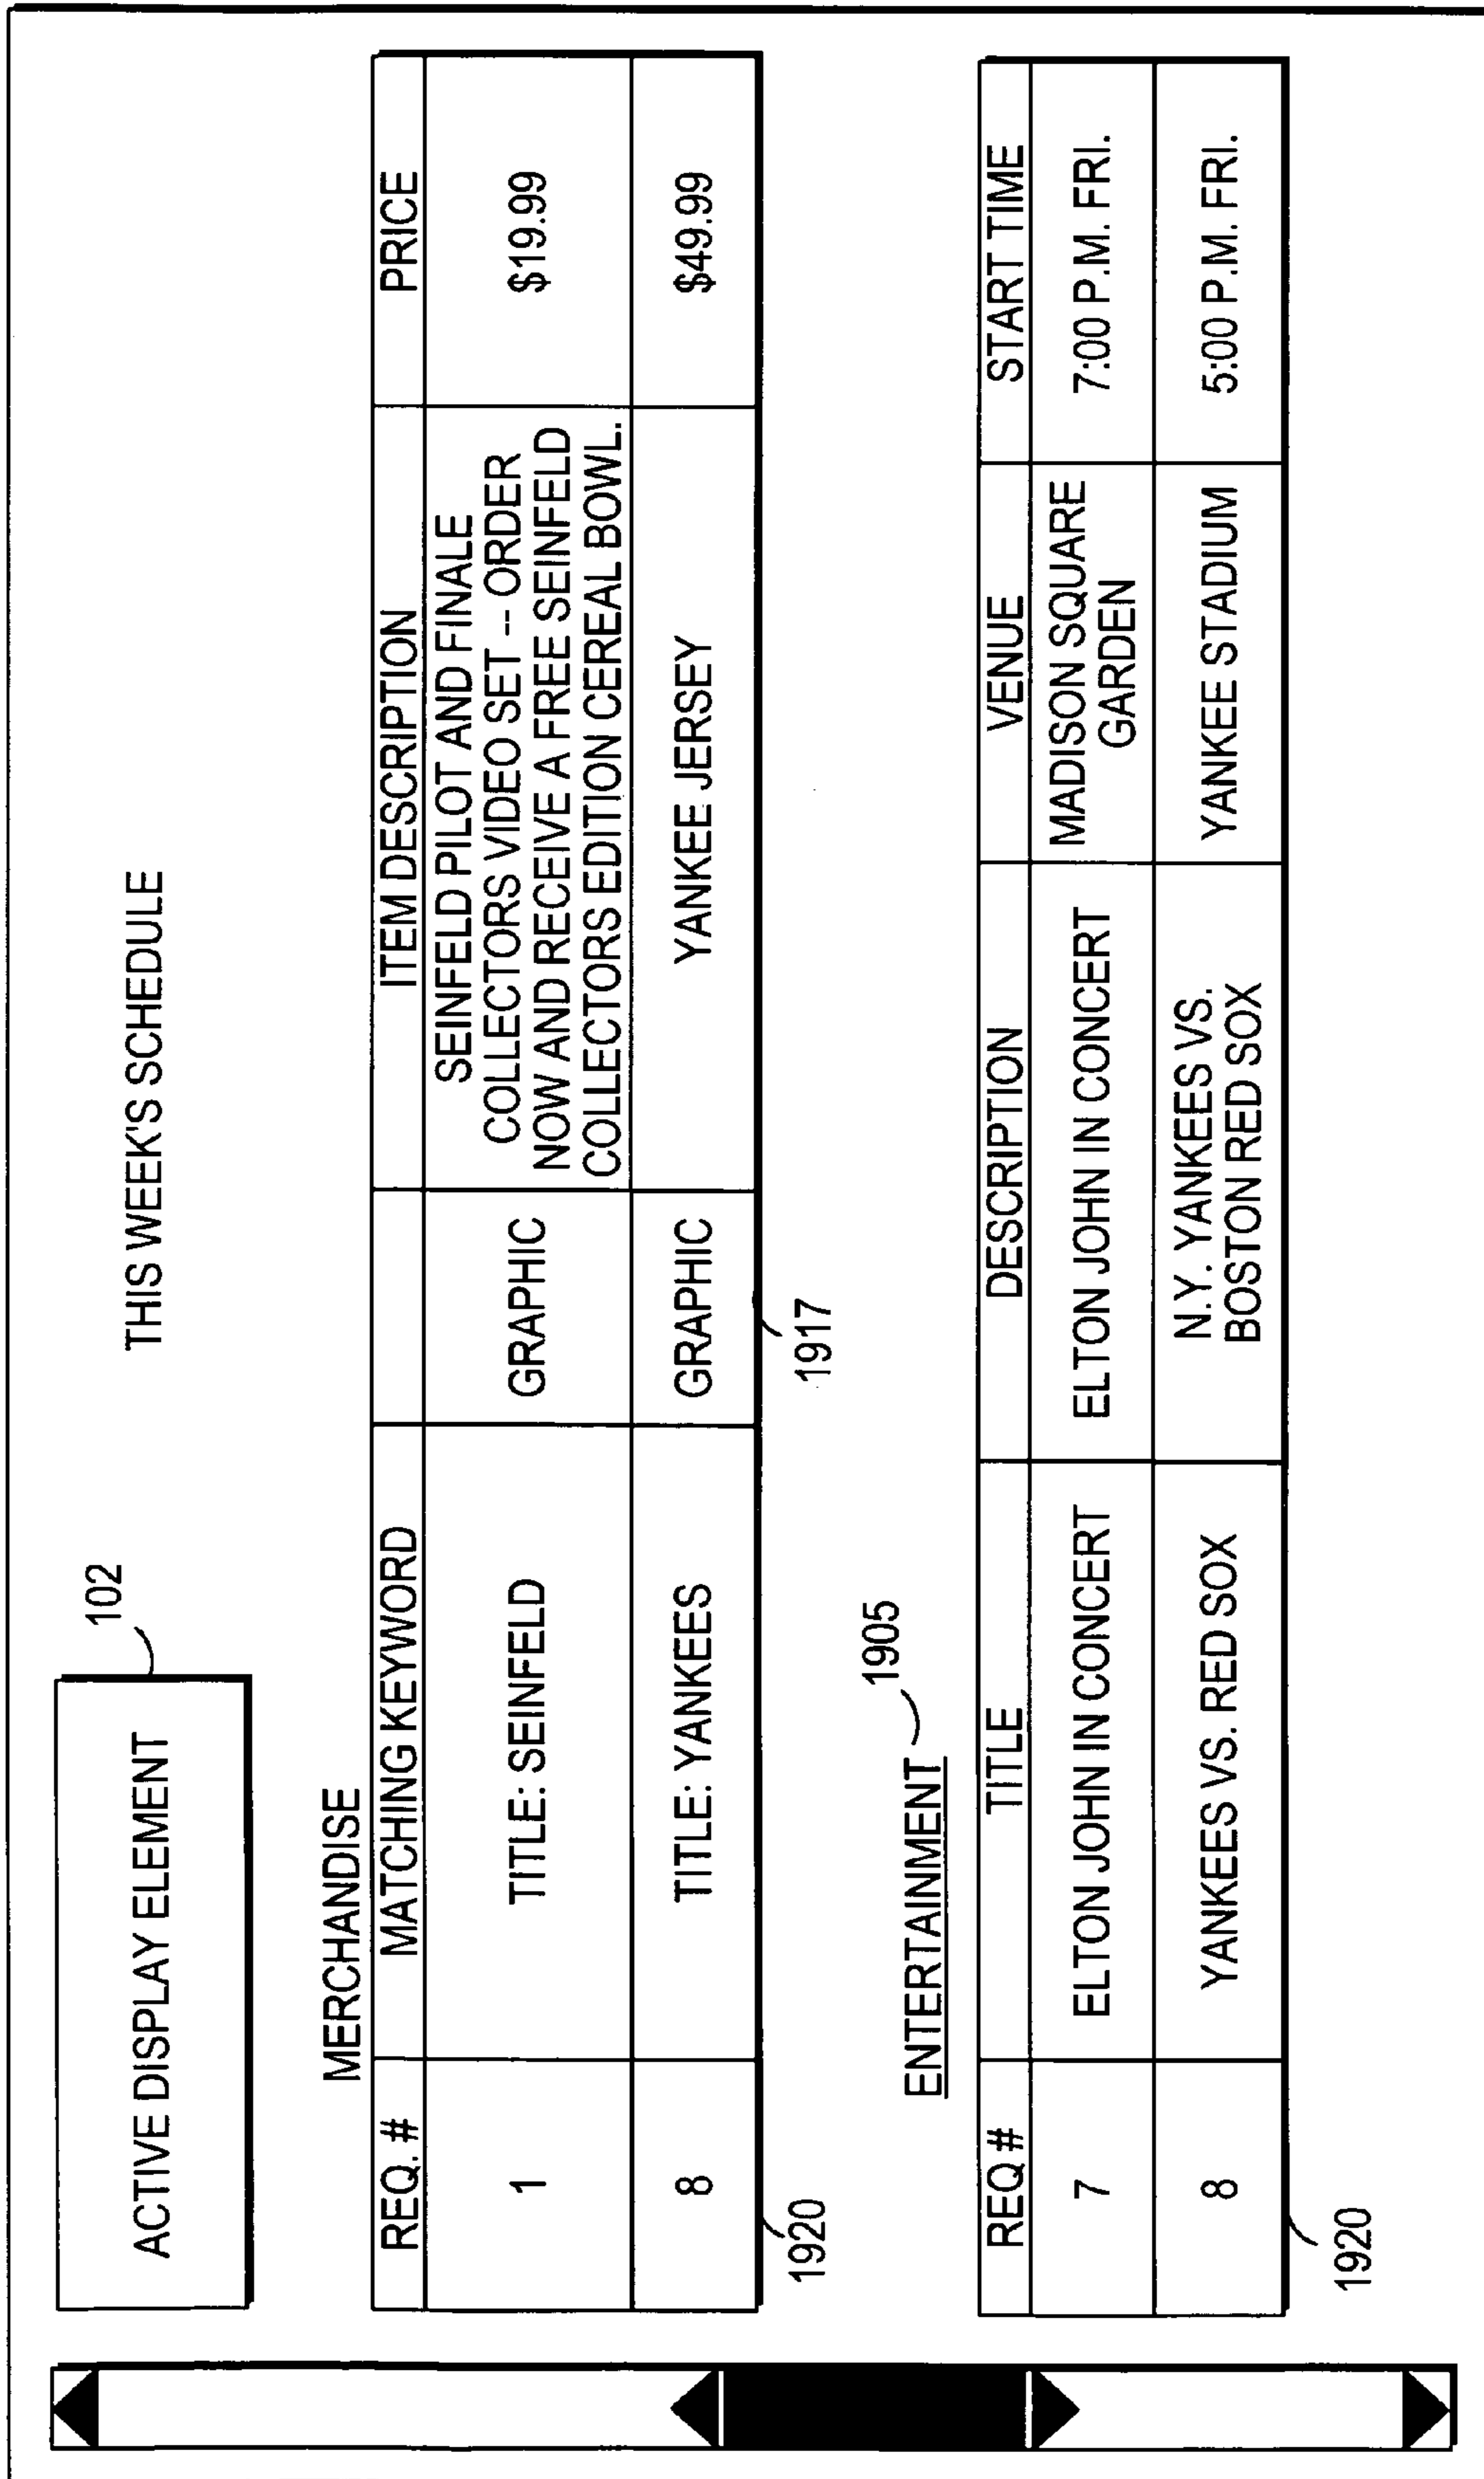 ACTIVE DISPLAY ELEMENT
102
THIS WEEK'S SCHEDULE
MERCHANDISE
REQ. # MATCHING KEYWORD ITEM DESCRIPTION PRICE
1 TITLE: SEINFELD GRAPHIC SEINFELD PILOT AND FINALE
COLLECTORS VIDEO SET -- ORDER
NOW AND RECEIVE A FREE SEINFELD
COLLECTORS EDITION CEREAL BOWL. $19.99
8 TITLE: YANKEES GRAPHIC YANKEE JERSEY $49.99
1920 1917
ENTERTAINMENT 1905
REQ # TITLE DESCRIPTION VENUE START TIME
7 ELTON JOHN IN CONCERT ELTON JOHN IN CONCERT MADISON SQUARE
GARDEN 7:00 P.M. FRI.
8 YANKEES VS. RED SOX N.Y. YANKEES VS.
BOSTON RED SOX YANKEE STADIUM 5:00 P.M. FRI.
1920